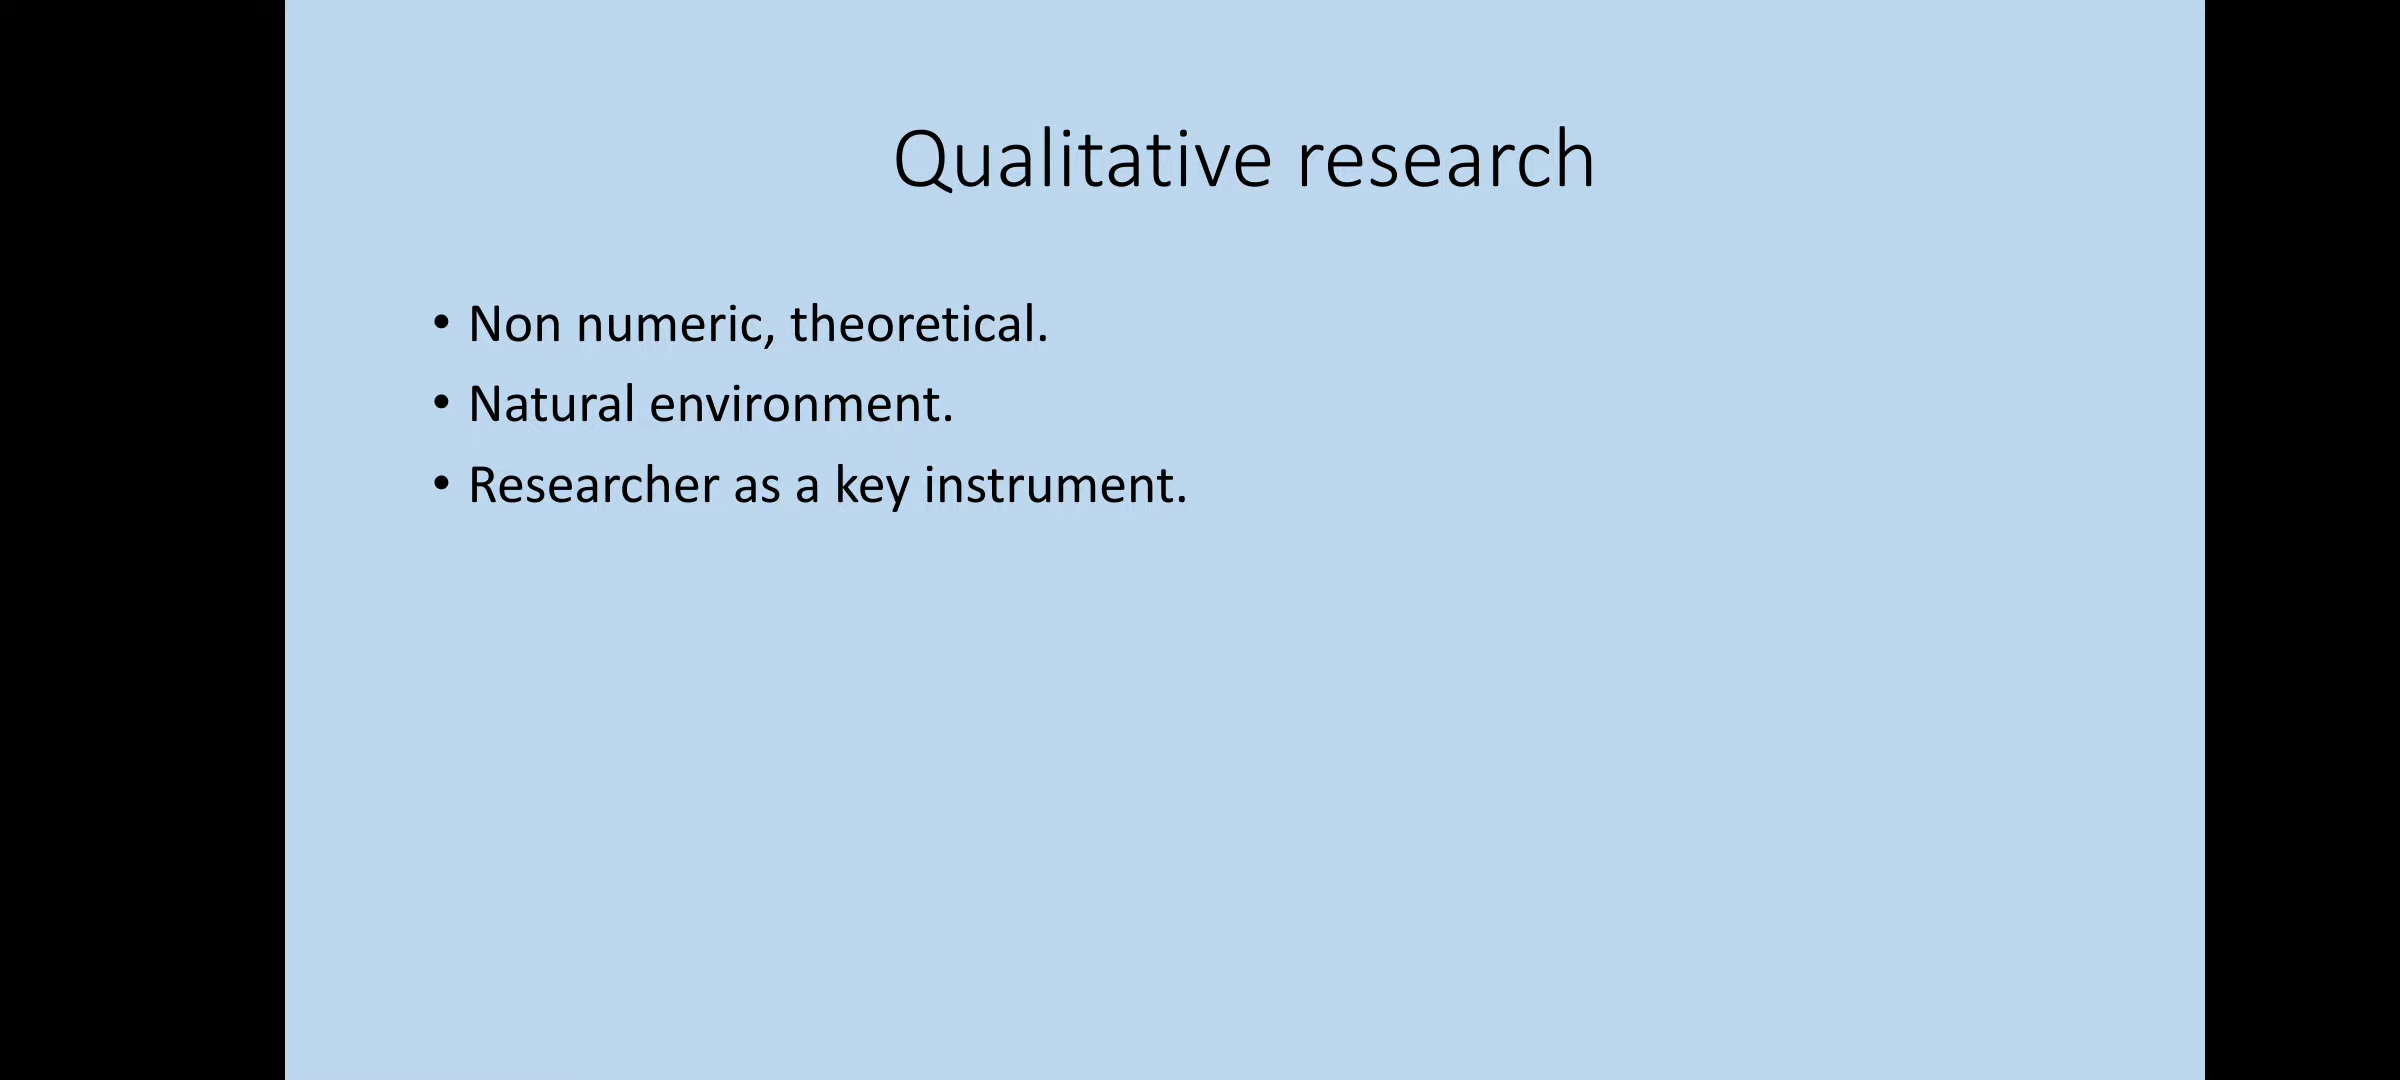 Qualitative research
• Non numeric, theoretical.
• Natural environment.
• Researcher as a key instrument.